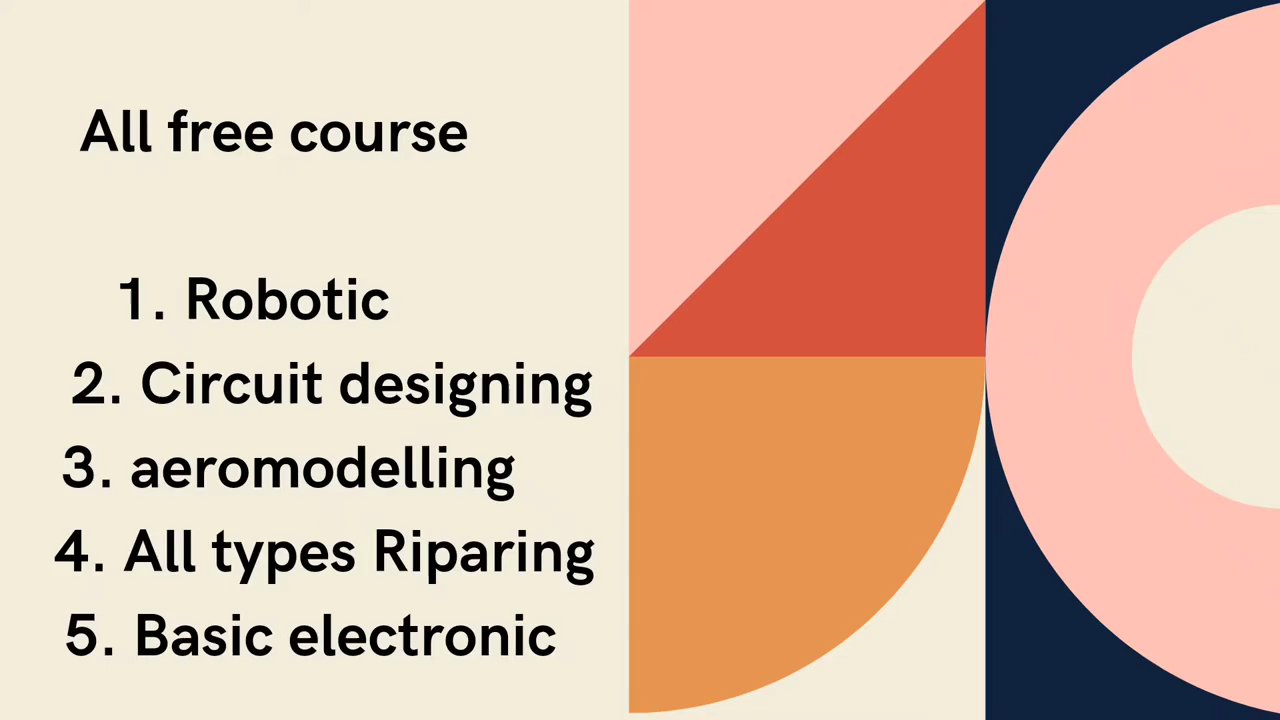 All free course
1. Robotic
2. Circuit designing
3. aeromodelling
4. All types Riparing
5. Basic electronic